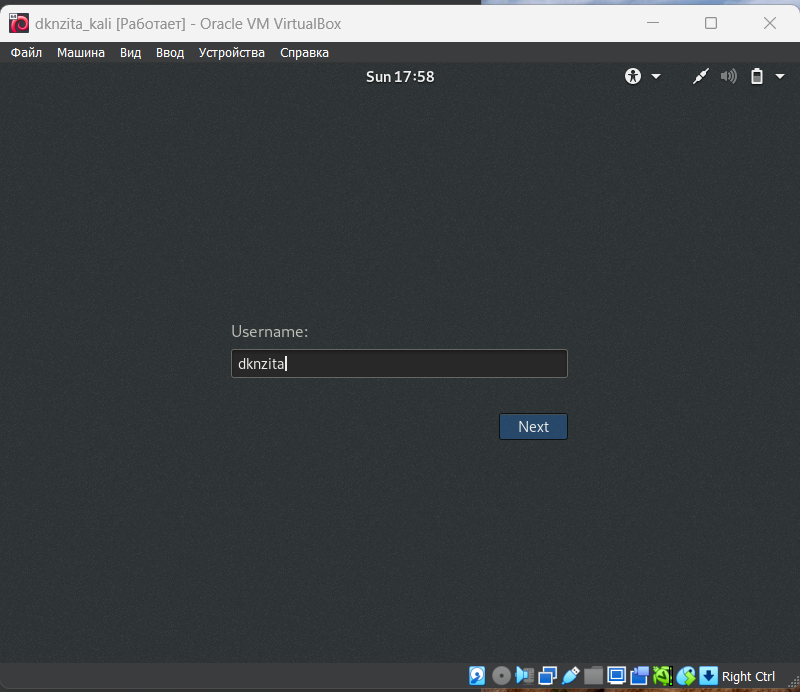 dknzita_kali [Работает] - Oracle VM VirtualBox
Файл Машина Вид Ввод Устройства Справка
Sun 17:58
Username:
dknzita
Next
Right Ctrl